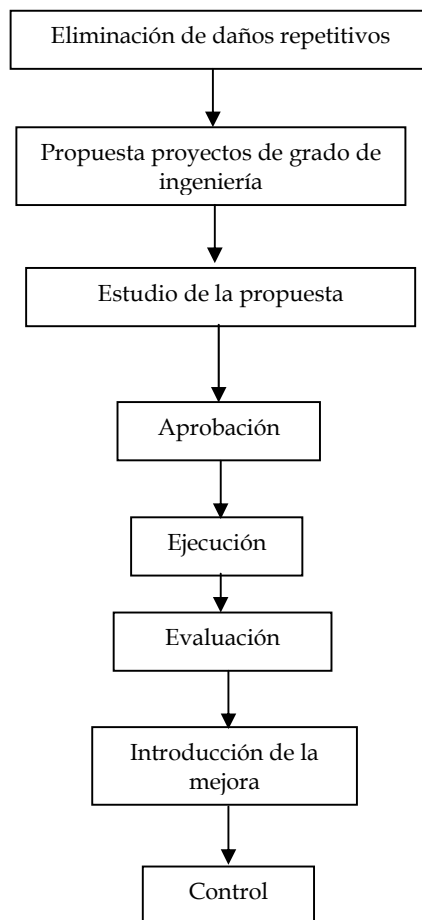 Eliminación de daños repetitivos
Propuesta proyectos de grado de
ingeniería
Estudio de la propuesta
Aprobación
Ejecución
Evaluación
Introducción de la
mejora
Control